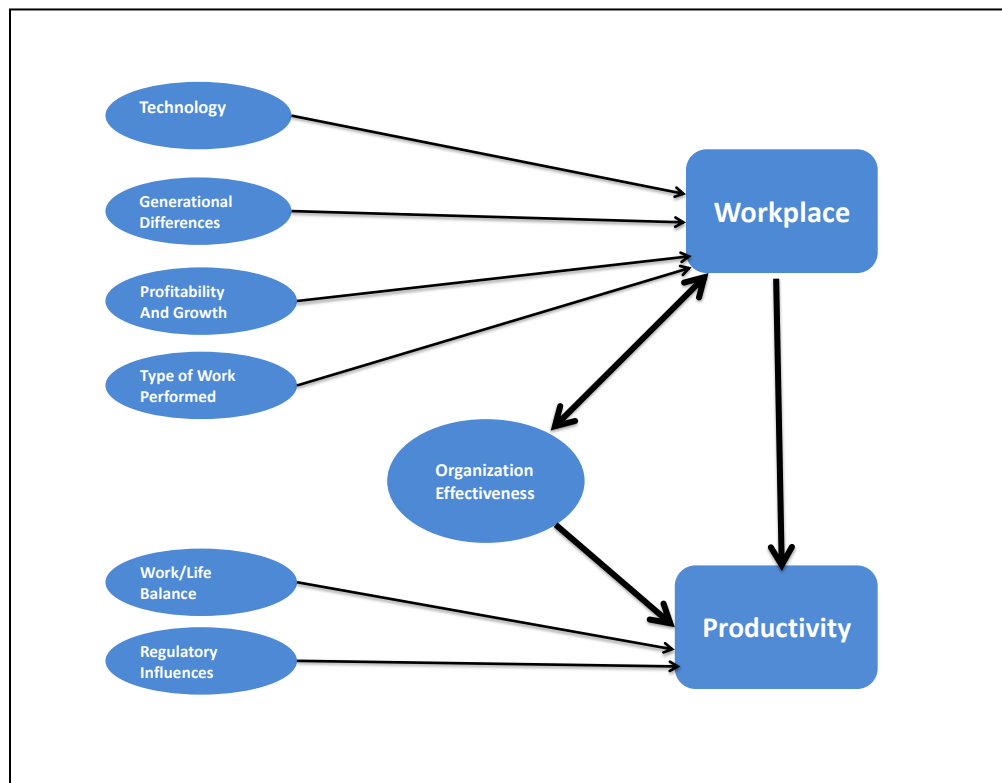 Technology
Generational
Differences
Profitability
And Growth
Type of Work
Performed
Workplace
Organization
Effectiveness
Work/Life
Balance
Regulatory
Influences
Productivity